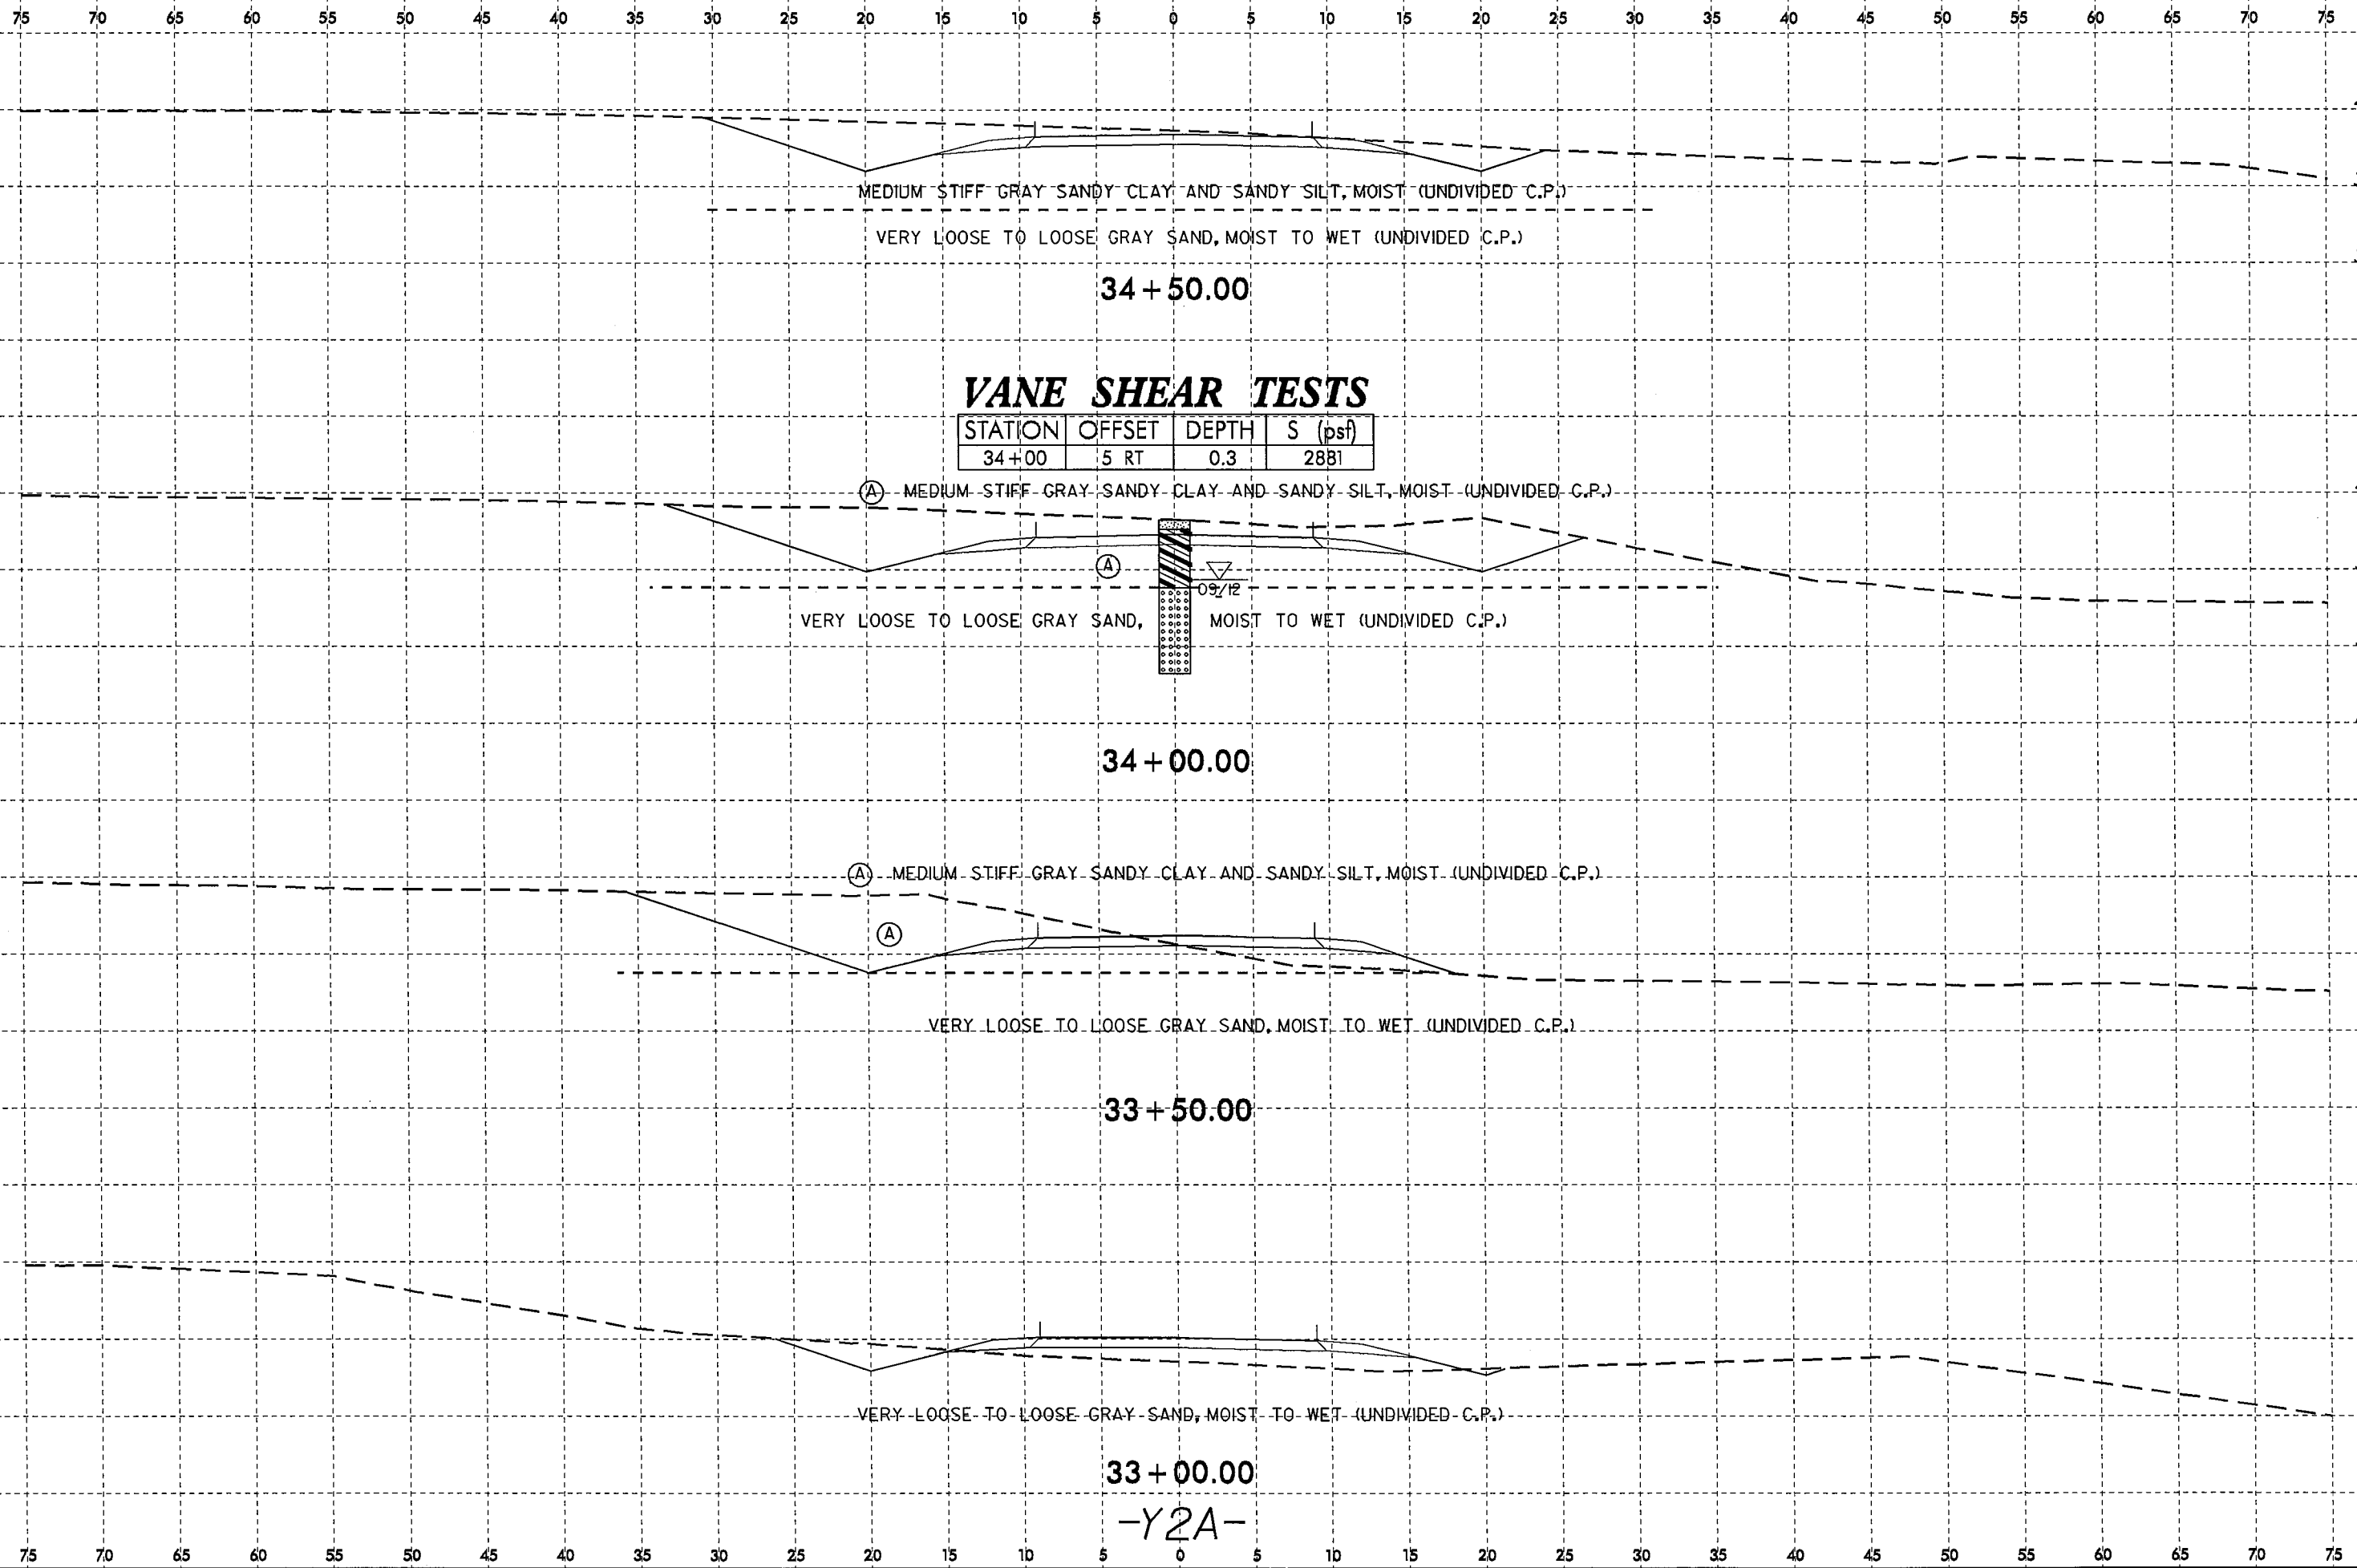 75 70 65 60 55 50 45 40 35 30 25 20 15 10 5 0 5 10 15 20 25 30 35 40 45 50 55 60 65 70 75
MEDIUM STIFF GRAY SANDY CLAY AND SANDY SILT, MOIST (UNDIVIDED C.P.)
VERY LOOSE TO LOOSE GRAY SAND, MOIST TO WET (UNDIVIDED C.P.)
34+50.00
VANE SHEAR TESTS
STATION OFFSET DEPTH S (psf)
34+00 5 RT 0.3 2881
A MEDIUM STIFF GRAY SANDY CLAY AND SANDY SILT, MOIST (UNDIVIDED C.P.)
A
09/12
VERY LOOSE TO LOOSE GRAY SAND, MOIST TO WET (UNDIVIDED C.P.)
34+00.00
A MEDIUM STIFF GRAY SANDY CLAY AND SANDY SILT, MOIST (UNDIVIDED C.P.)
A
VERY LOOSE TO LOOSE GRAY SAND, MOIST TO WET (UNDIVIDED C.P.)
33+50.00
VERY LOOSE TO LOOSE GRAY SAND, MOIST TO WET (UNDIVIDED C.P.)
33+00.00
-Y2A-
75 70 65 60 55 50 45 40 35 30 25 20 15 10 5 0 5 10 15 20 25 30 35 40 45 50 55 60 65 70 75